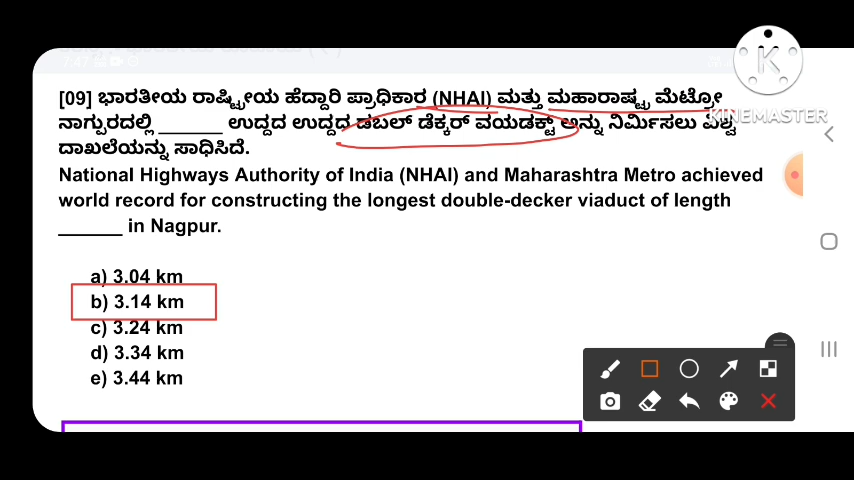 7:47
K
KINEMASTER
[09] ಭಾರತೀಯ ರಾಷ್ಟ್ರೀಯ ಹೆದ್ದಾರಿ ಪ್ರಾಧಿಕಾರ (NHAI) ಮತ್ತು ಮಹಾರಾಷ್ಟ್ರ ಮೆಟ್ರೋ
ನಾಗ್ಪುರದಲ್ಲಿ ______ ಉದ್ದದ ಉದ್ದದ ಡಬಲ್ ಡೆಕ್ಕರ್ ವಯಡಕ್ಟ್ ಅನ್ನು ನಿರ್ಮಿಸಲು ವಿಶ್ವ
ದಾಖಲೆಯನ್ನು ಸಾಧಿಸಿದೆ.
National Highways Authority of India (NHAI) and Maharashtra Metro achieved
world record for constructing the longest double-decker viaduct of length
______ in Nagpur.
a) 3.04 km
b) 3.14 km
c) 3.24 km
d) 3.34 km
e) 3.44 km